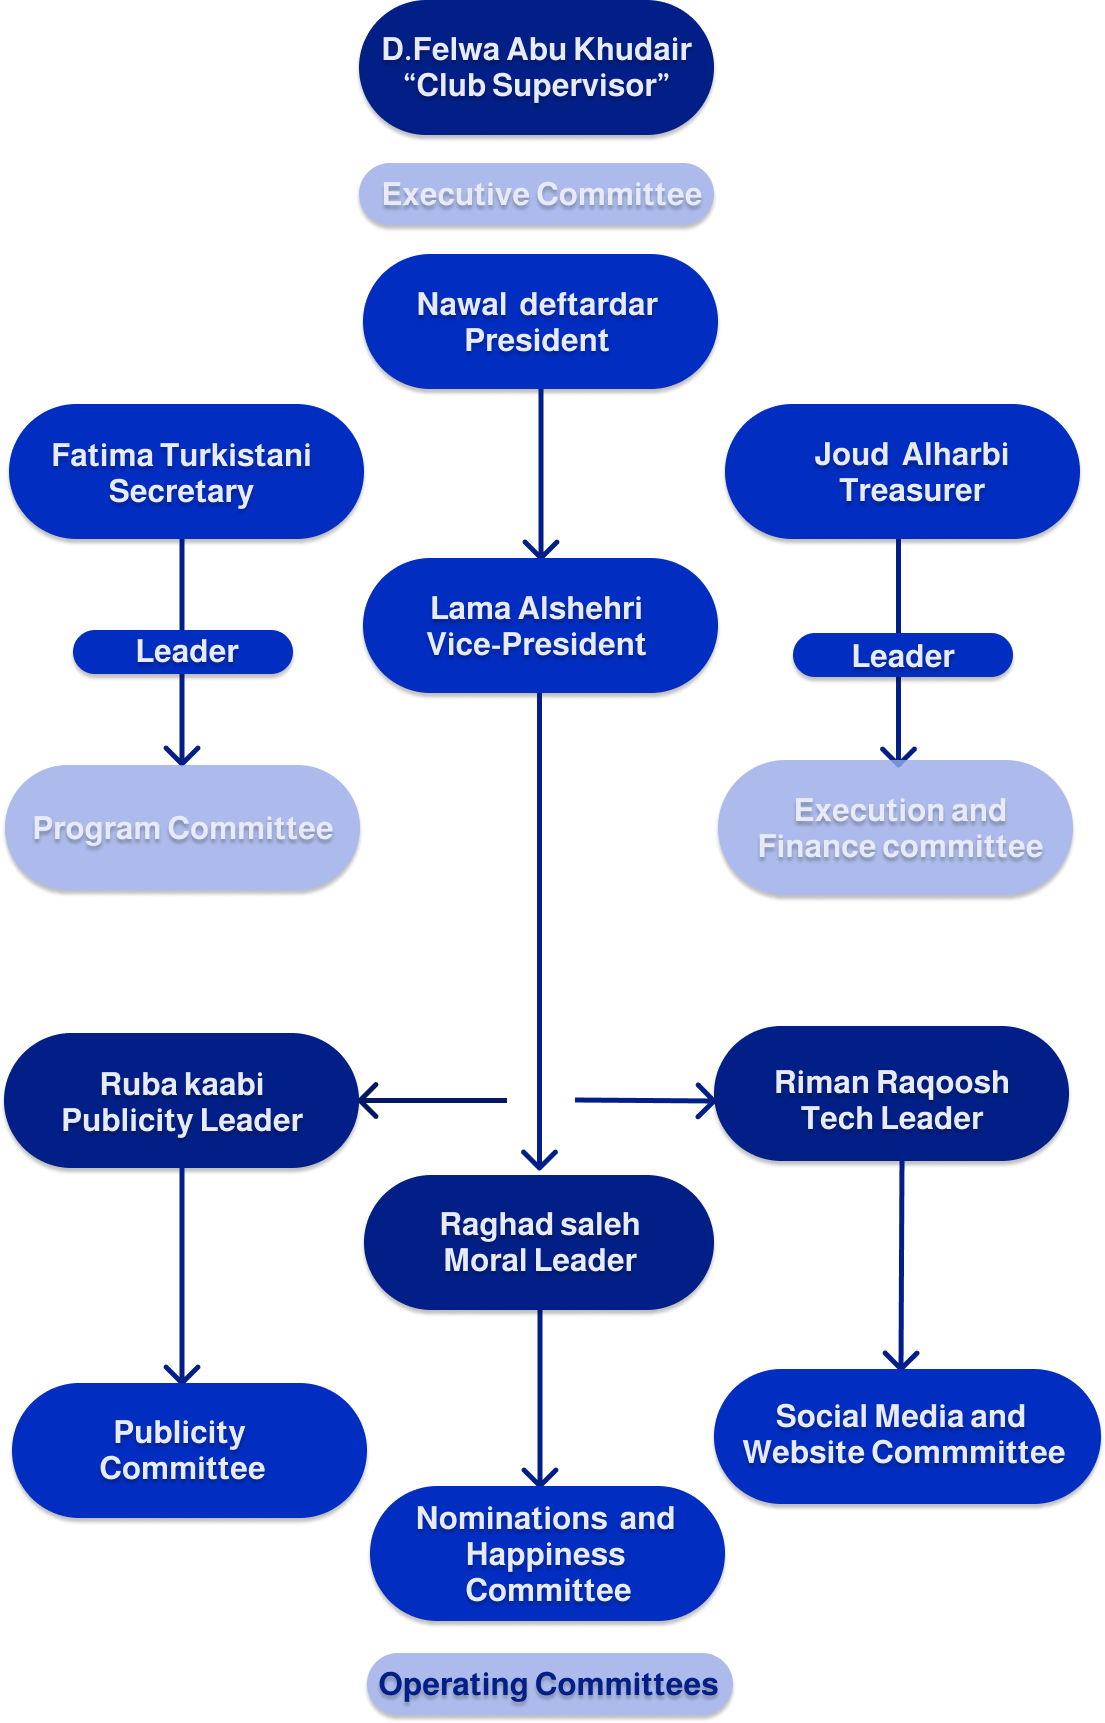 D.Felwa Abu Khudair
“Club Supervisor”
Executive Committee
Nawal deftardar
President
Fatima Turkistani
Secretary
Joud Alharbi
Treasurer
Lama Alshehri
Vice-President
Leader
Leader
Program Committee
Execution and
Finance committee
Ruba kaabi
Publicity Leader
Riman Raqoosh
Tech Leader
Raghad saleh
Moral Leader
Publicity
Committee
Social Media and
Website Commmittee
Nominations and
Happiness
Committee
Operating Committees